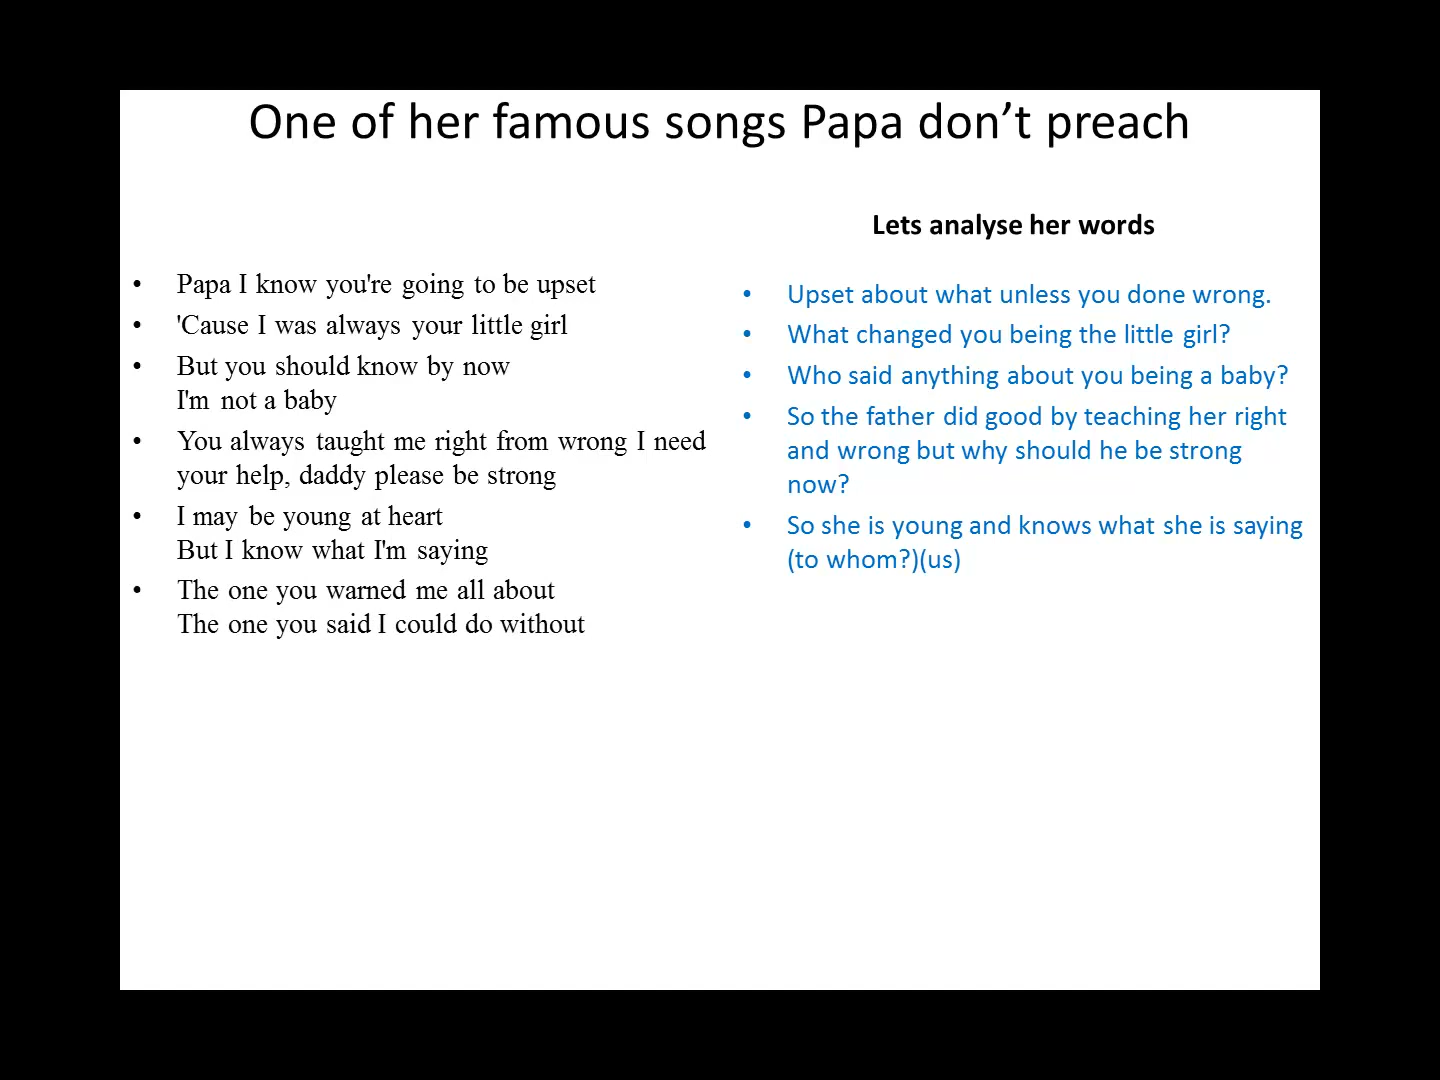 One of her famous songs Papa don’t preach
• Papa I know you're going to be upset
• 'Cause I was always your little girl
• But you should know by now
I'm not a baby
• You always taught me right from wrong I need
your help, daddy please be strong
• I may be young at heart
But I know what I'm saying
• The one you warned me all about
The one you said I could do without
Lets analyse her words
• Upset about what unless you done wrong.
• What changed you being the little girl?
• Who said anything about you being a baby?
• So the father did good by teaching her right
and wrong but why should he be strong
now?
• So she is young and knows what she is saying
(to whom?)(us)